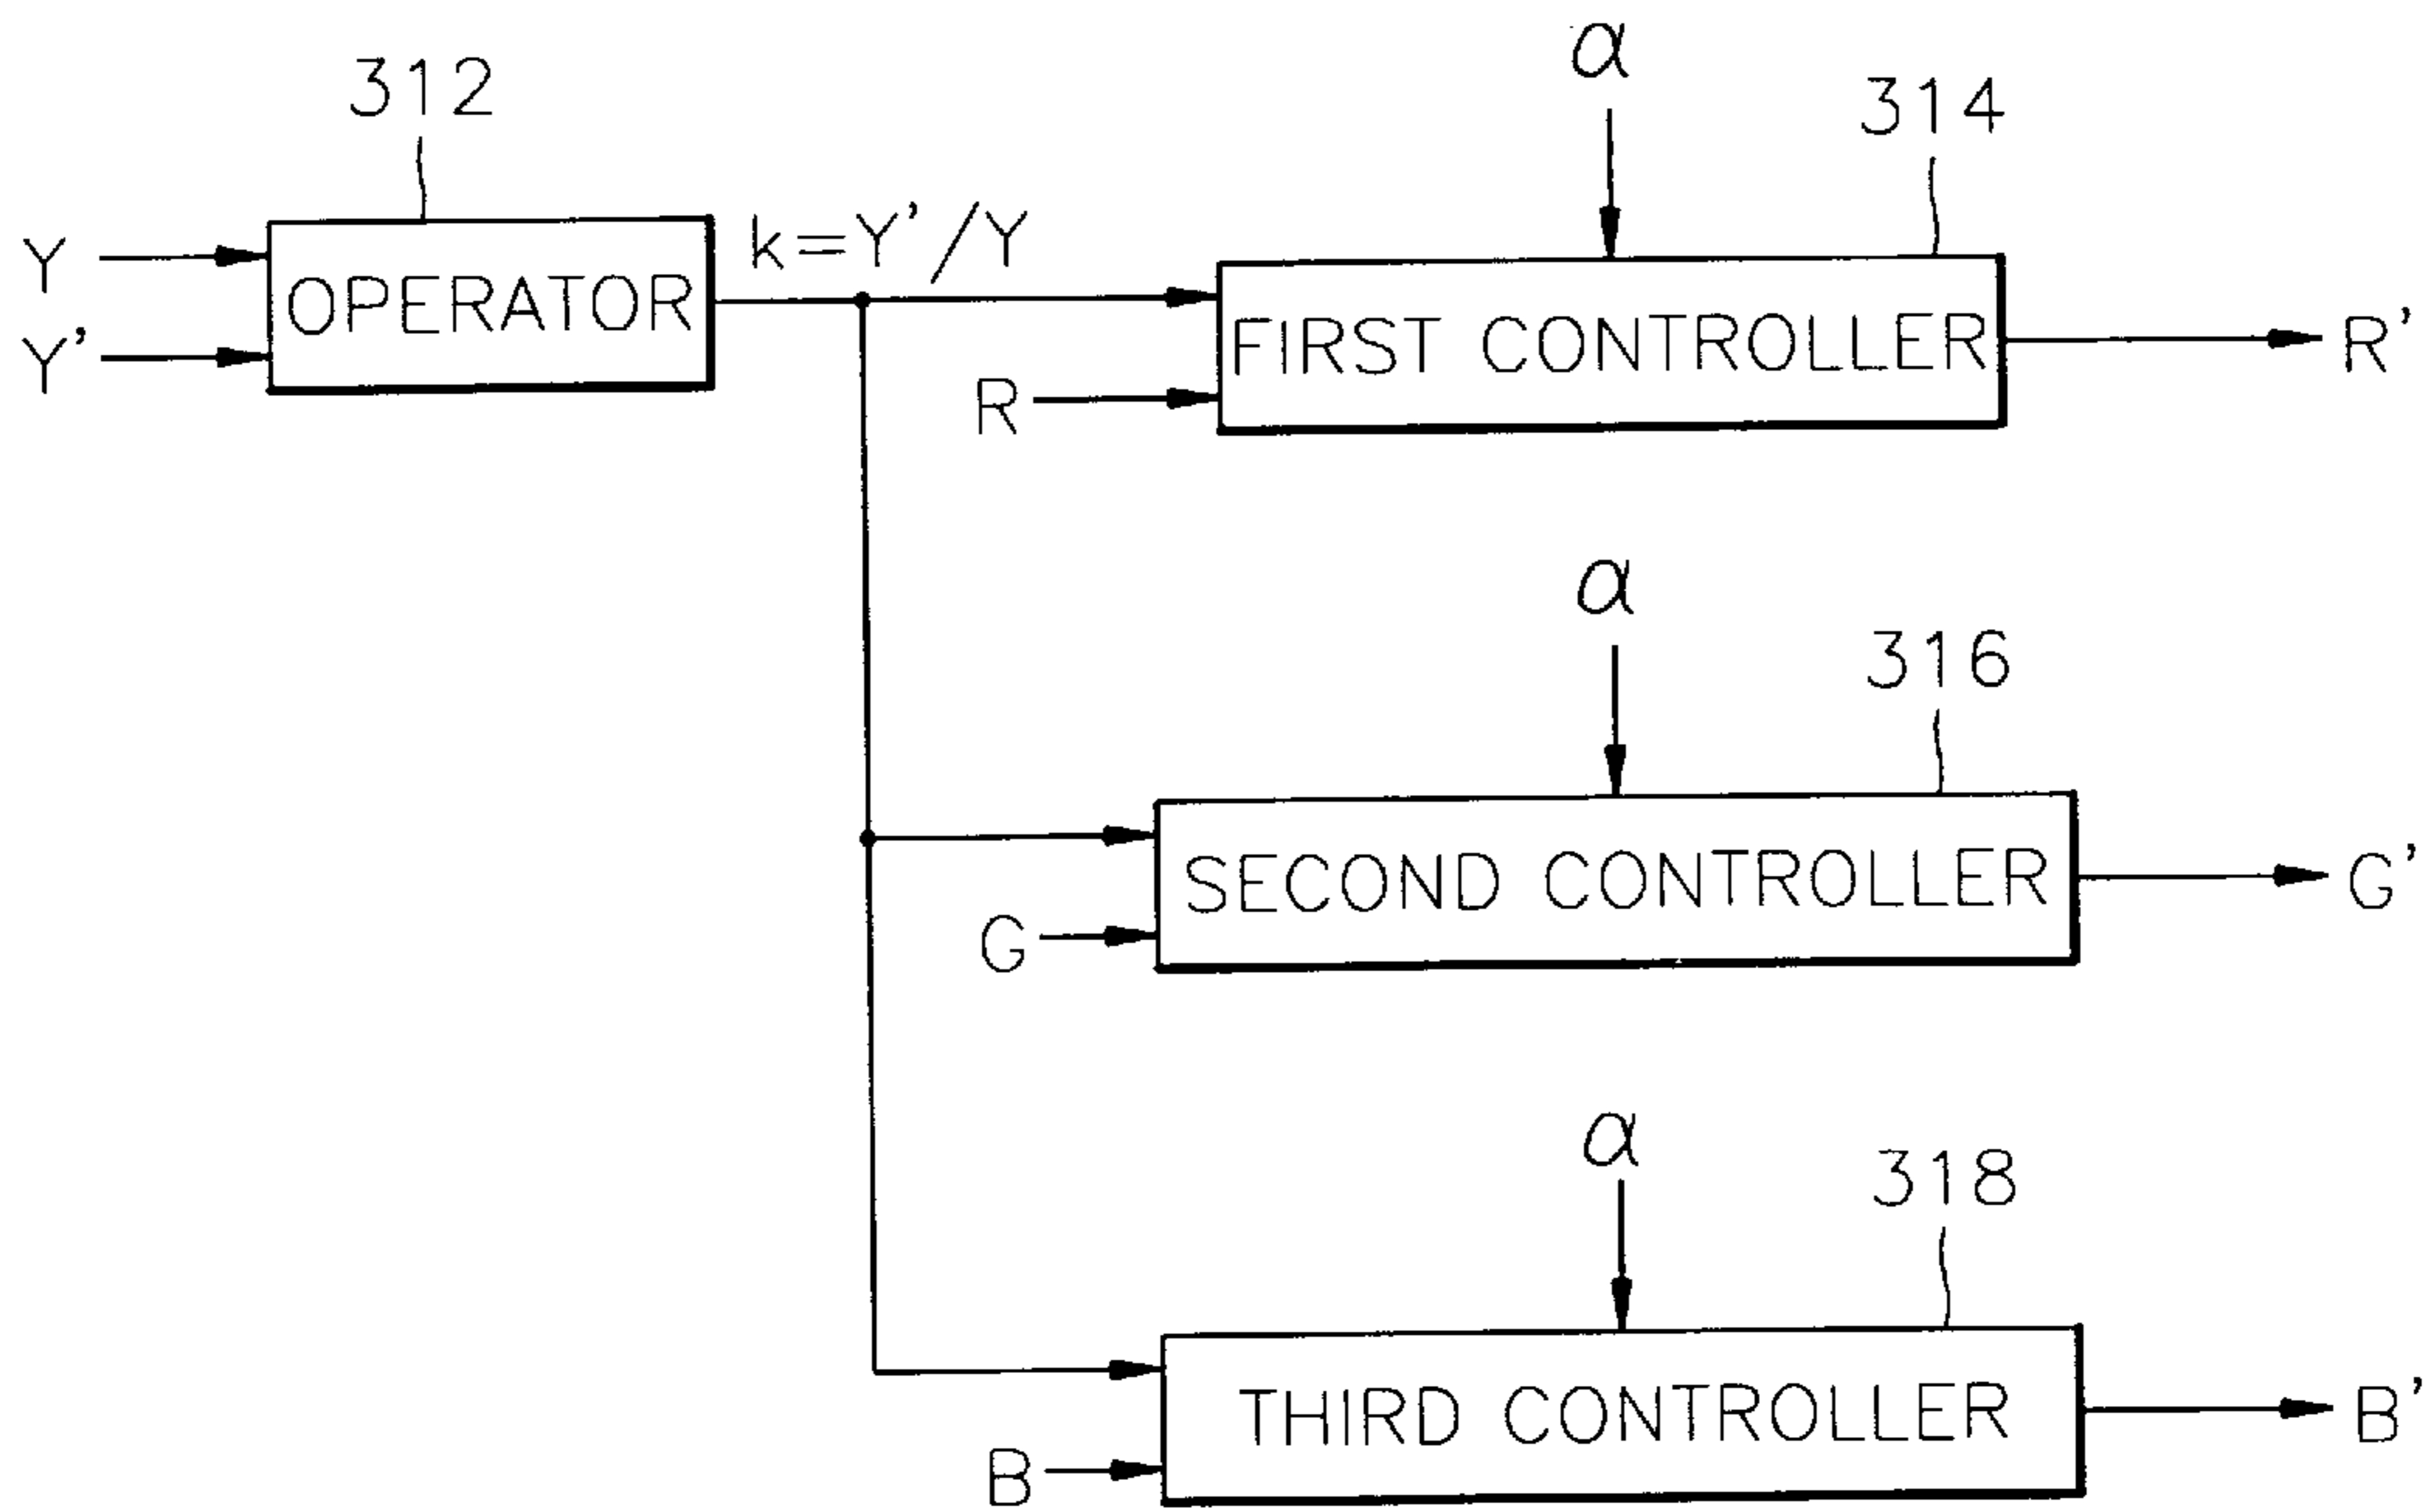 α
312
314
k=Y'/Y
Y
OPERATOR
Y'
FIRST CONTROLLER
R'
R
α
316
SECOND CONTROLLER
G'
G
α
318
THIRD CONTROLLER
B'
B